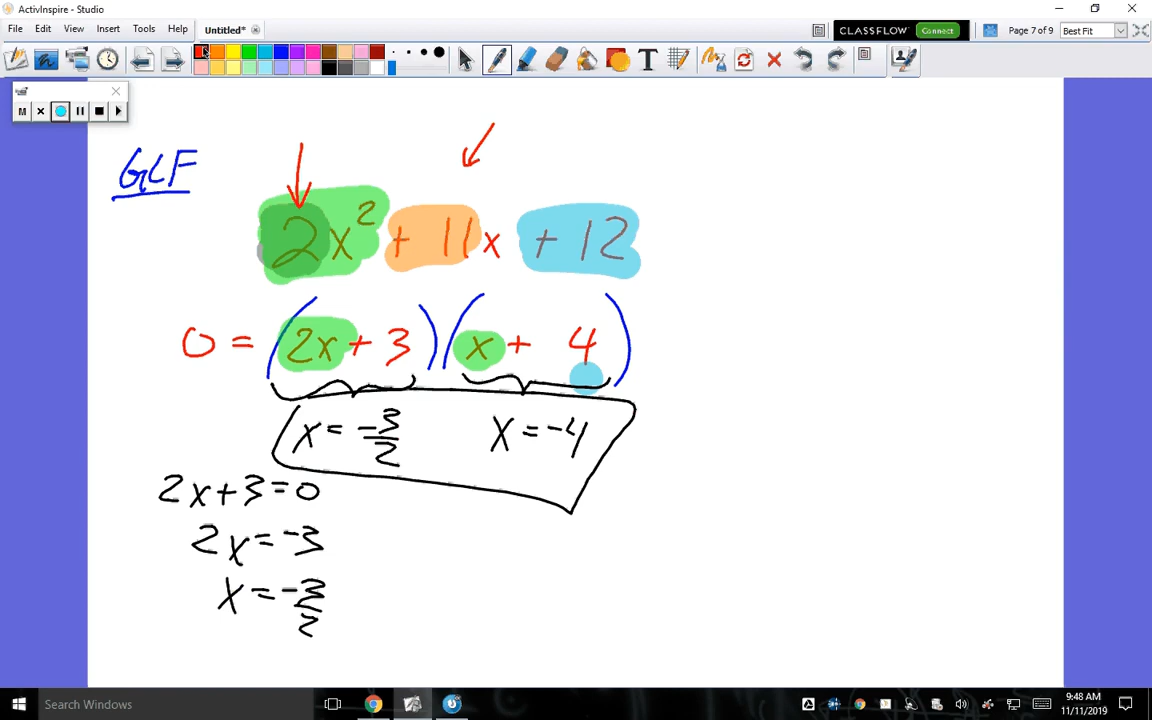 ActivInspire - Studio
File Edit View Insert Tools Help Untitled* CLASSFLOW Connect Page 7 of 9 Best Fit
M
GCF
2x² + 11x + 12
0 = (2x + 3)(x + 4)
x = -3/2 x = -4
2x+3=0
2x=-3
x=-3/2
Search Windows
9:48 AM
11/11/2019